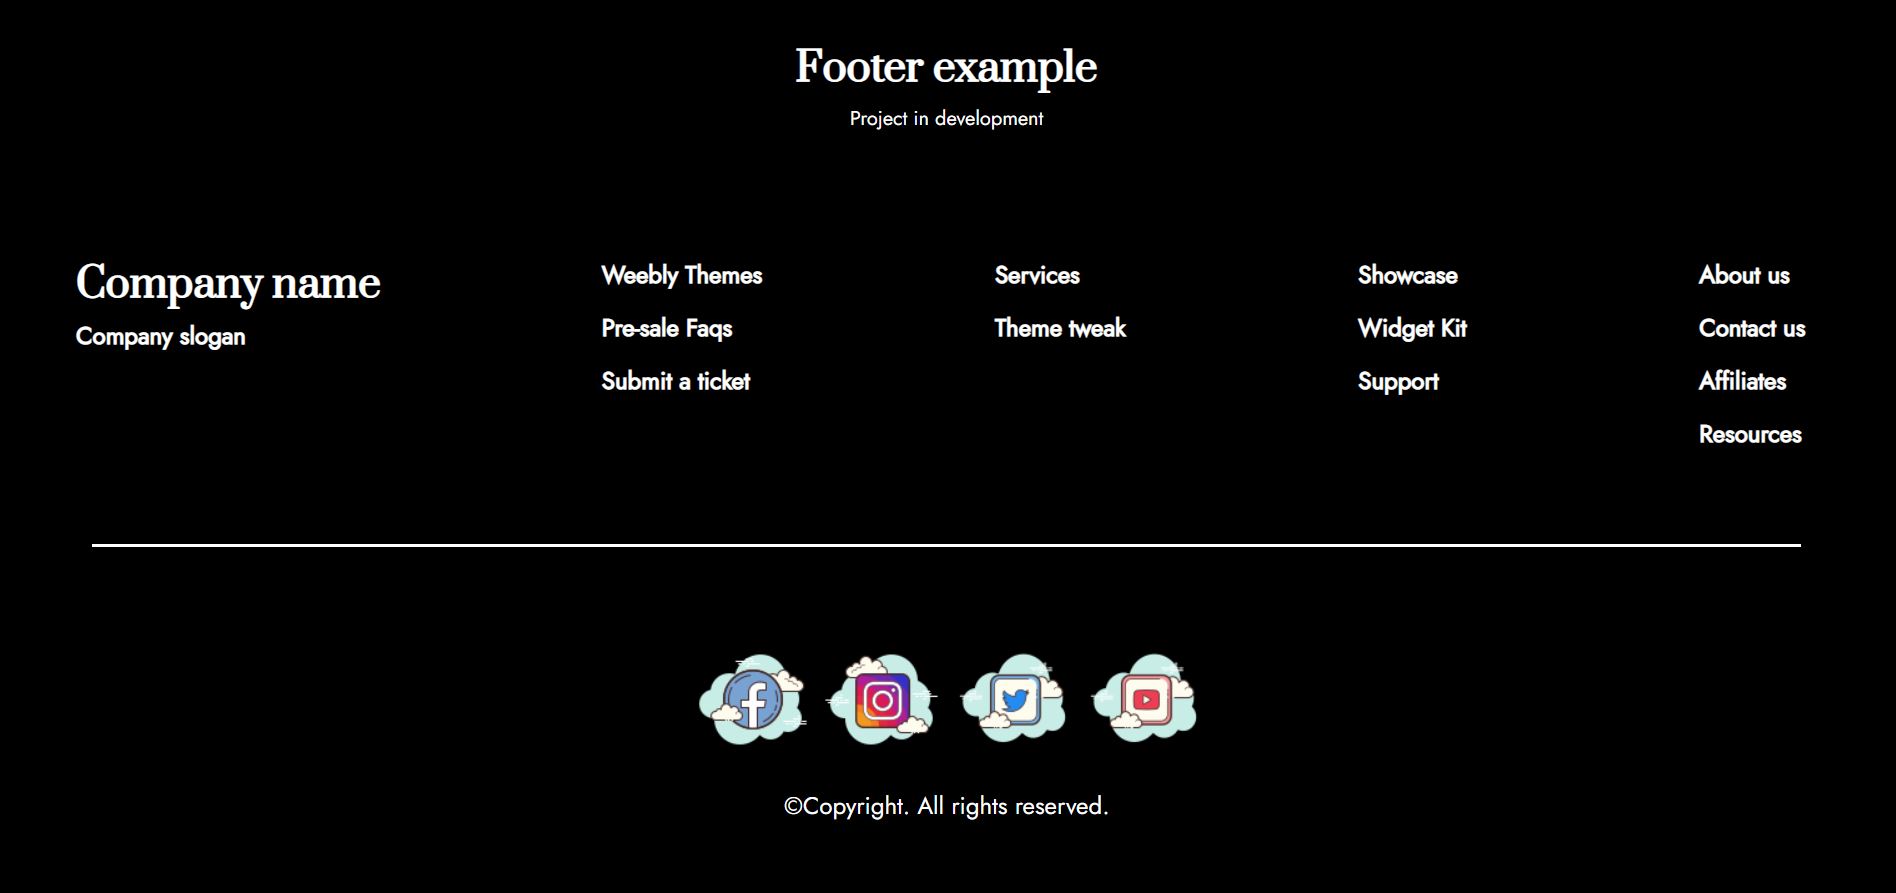 Footer example
Project in development
Company name
Company slogan
Weebly Themes
Pre-sale Faqs
Submit a ticket
Services
Theme tweak
Showcase
Widget Kit
Support
About us
Contact us
Affiliates
Resources
©Copyright. All rights reserved.